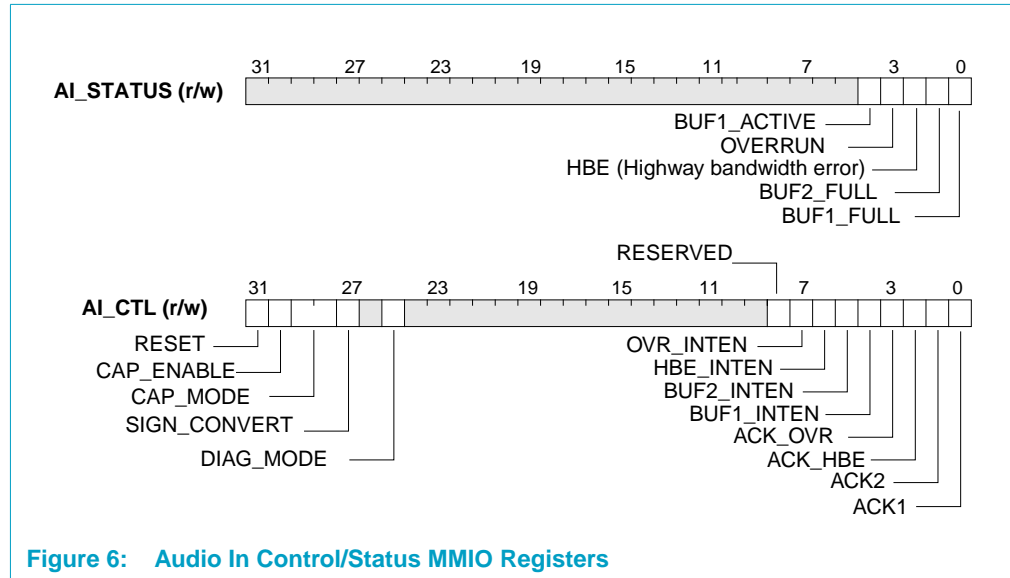 31 27 23 19 15 11 7 3 0
AI_STATUS (r/w)
BUF1_ACTIVE
OVERRUN
HBE (Highway bandwidth error)
BUF2_FULL
BUF1_FULL
RESERVED
31 27 23 19 15 11 7 3 0
AI_CTL (r/w)
RESET
CAP_ENABLE
CAP_MODE
SIGN_CONVERT
DIAG_MODE
OVR_INTEN
HBE_INTEN
BUF2_INTEN
BUF1_INTEN
ACK_OVR
ACK_HBE
ACK2
ACK1
Figure 6: Audio In Control/Status MMIO Registers